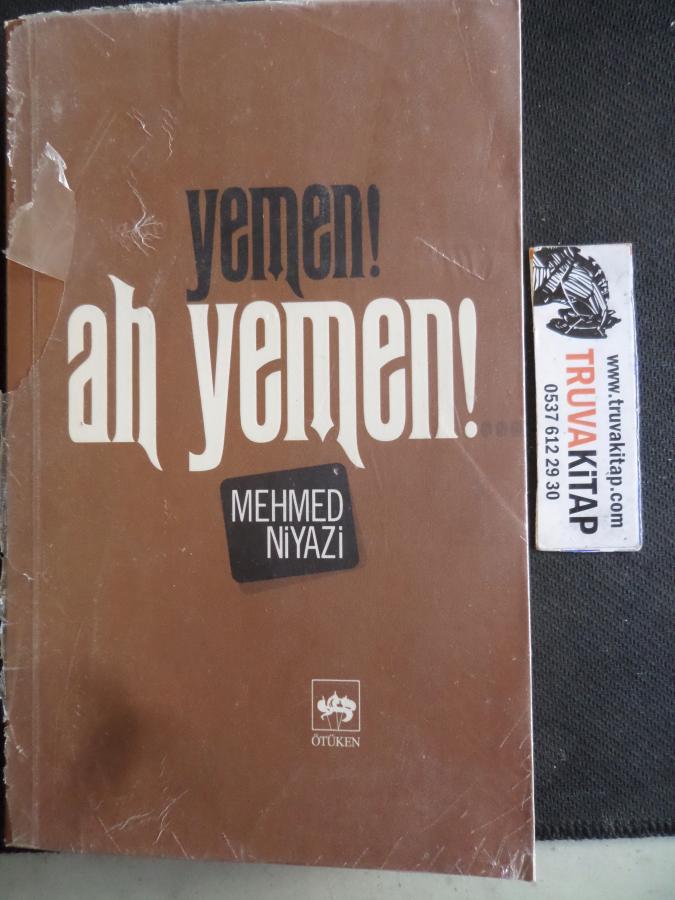 yemen!
ah yemen!...
MEHMED
NiYAZi
ÖTÜKEN
www.truvakitap.com
TRUVAKiTAP
0537 612 29 30